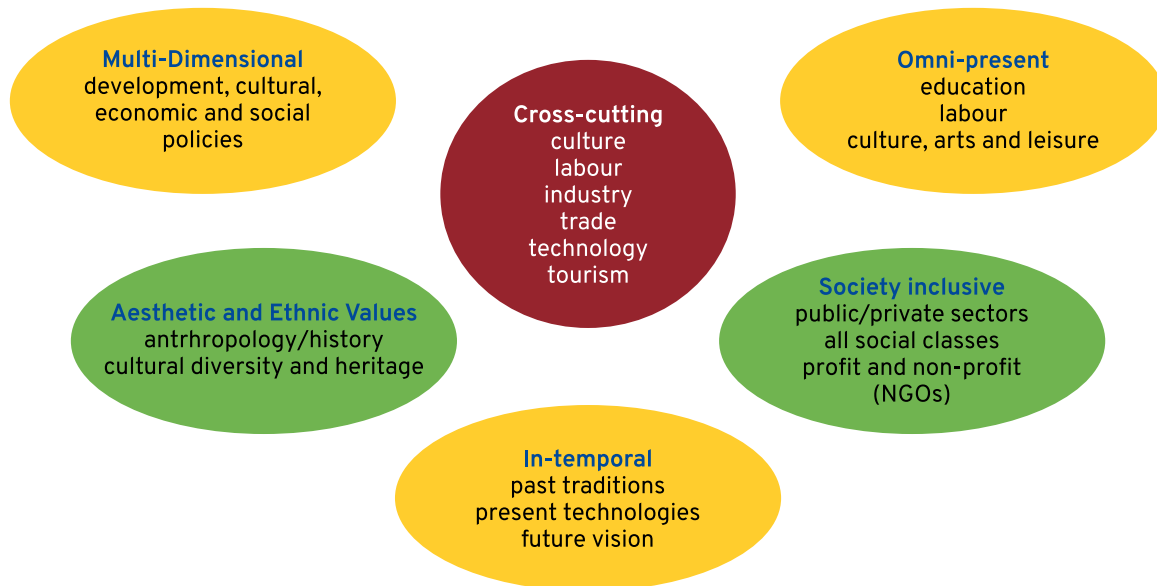 Multi-Dimensional
development, cultural,
economic and social
policies
Cross-cutting
culture
labour
industry
trade
technology
tourism
Omni-present
education
labour
culture, arts and leisure
Aesthetic and Ethnic Values
antrhropology/history
cultural diversity and heritage
Society inclusive
public/private sectors
all social classes
profit and non-profit
(NGOs)
In-temporal
past traditions
present technologies
future vision